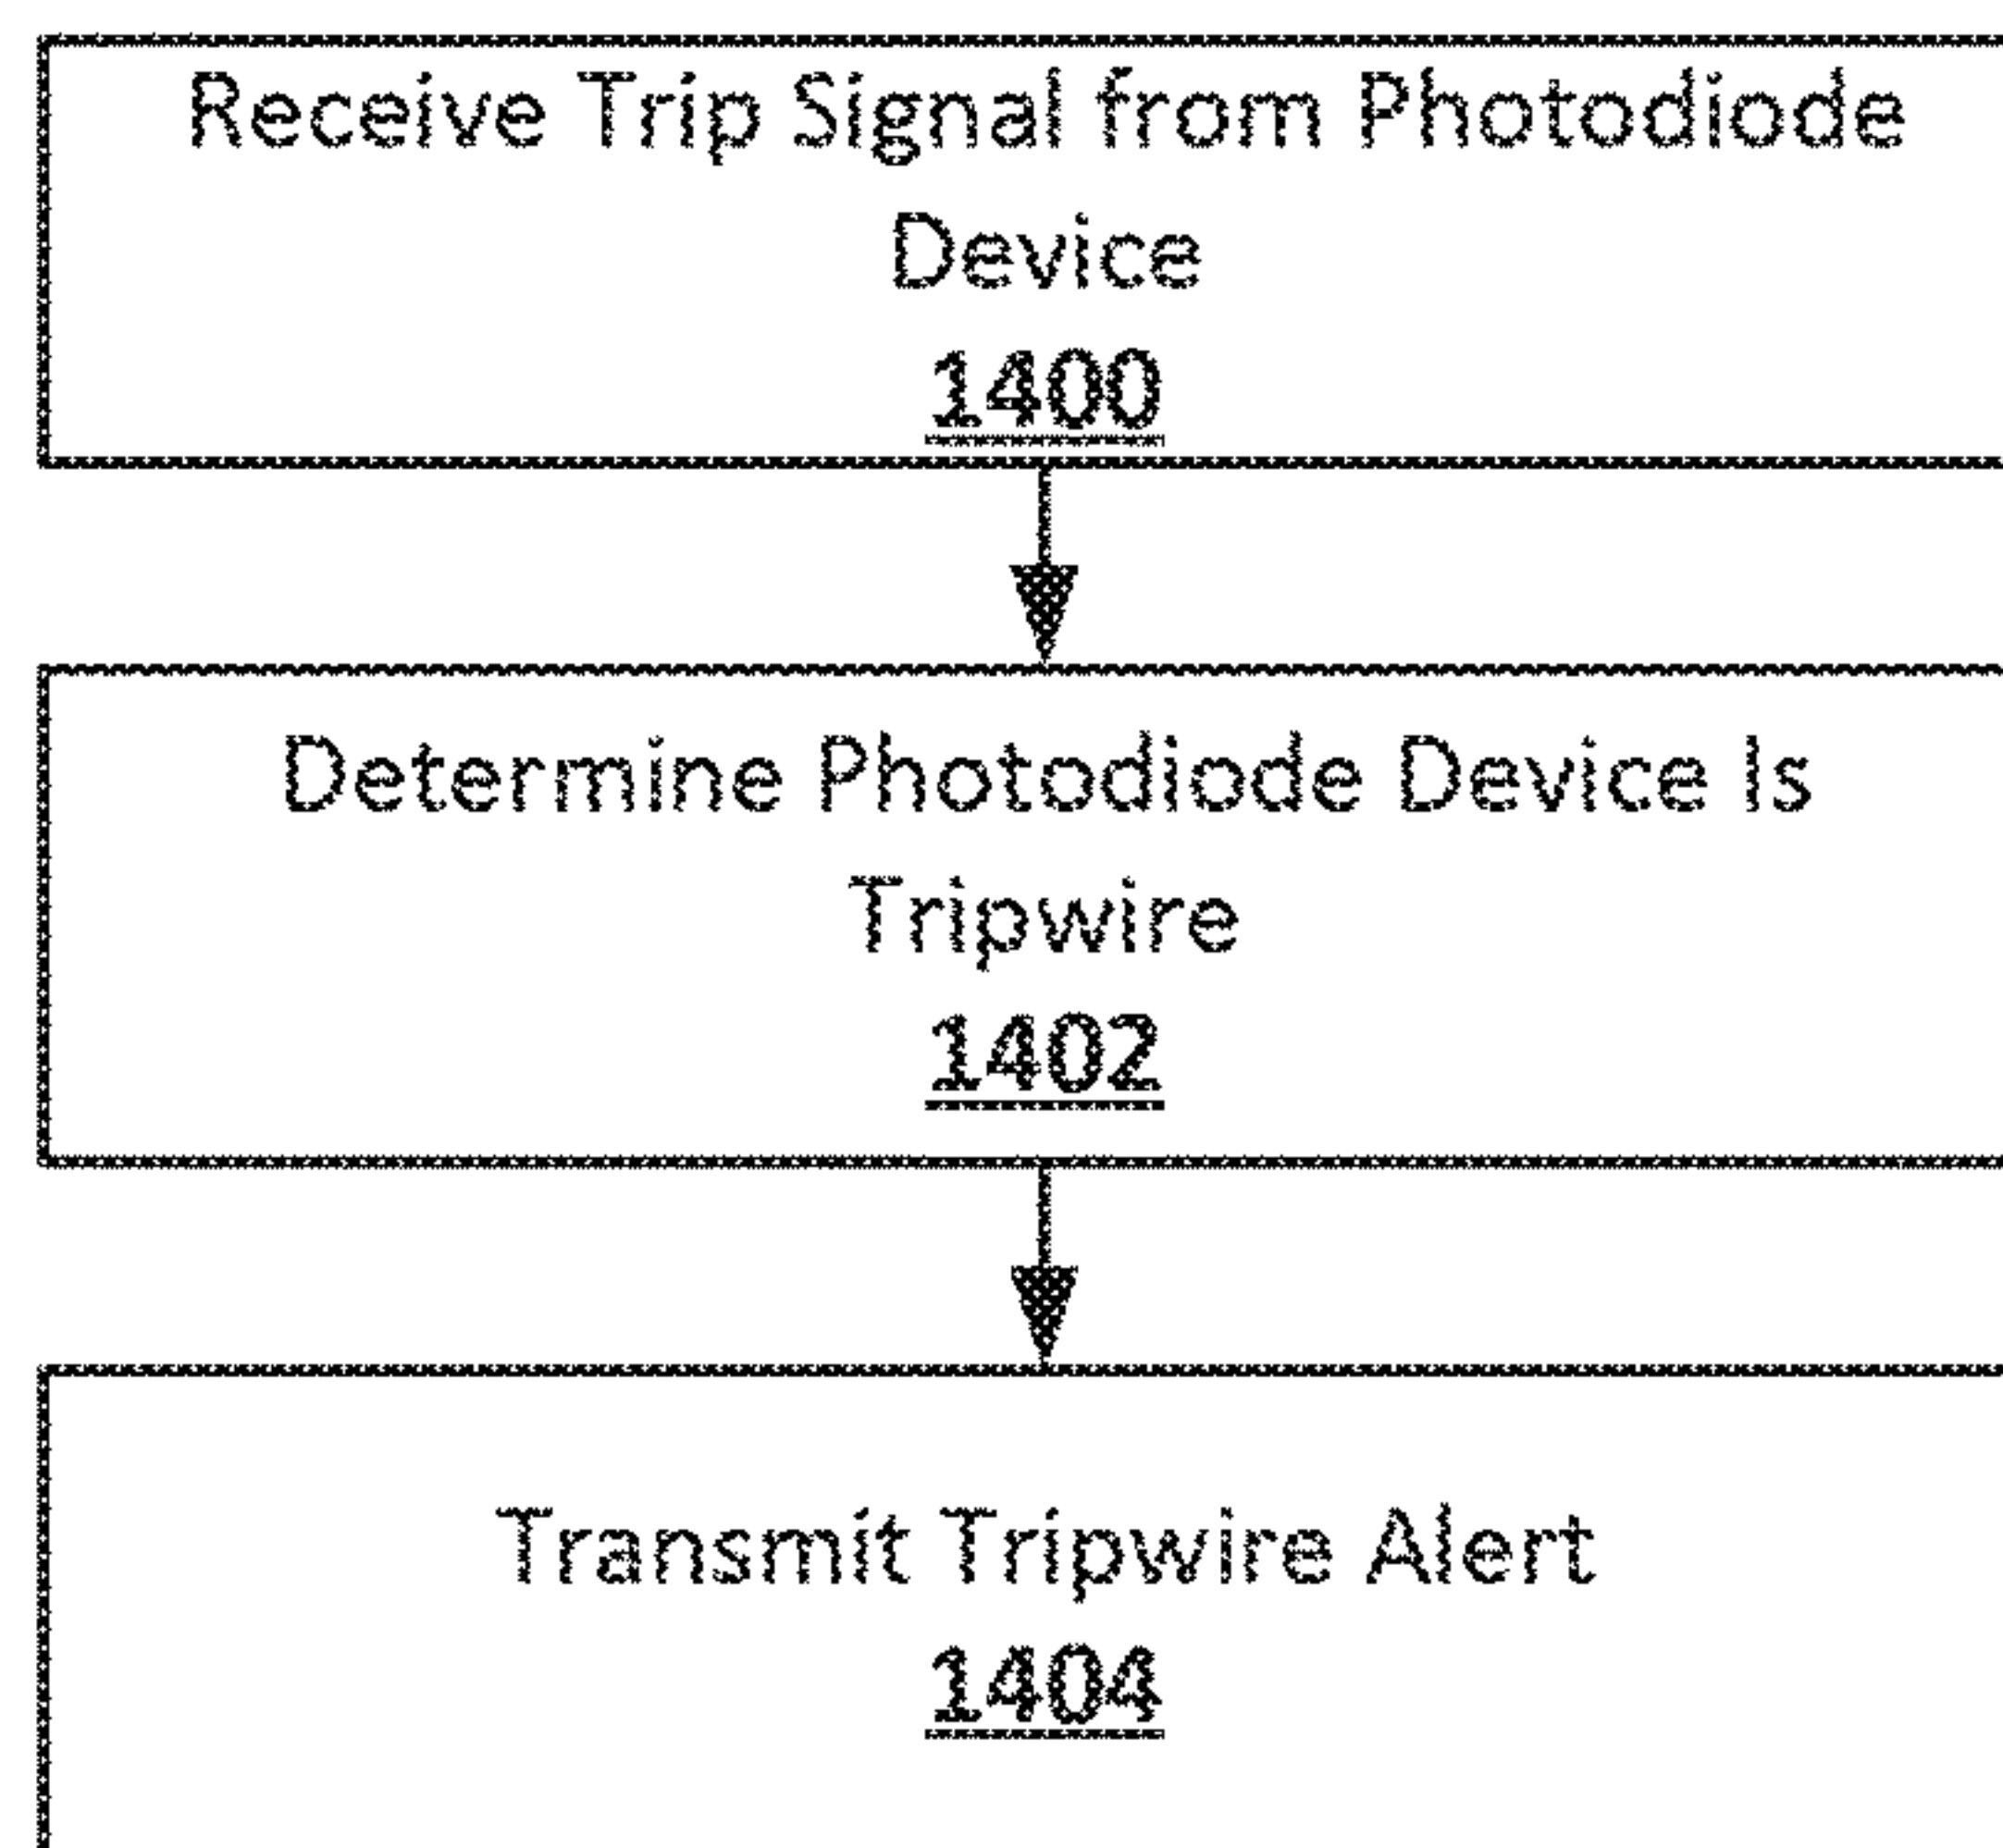 Receive Trip Signal from Photodiode
Device
1400
Determine Photodiode Device Is
Tripwire
1402
Transmit Tripwire Alert
1404